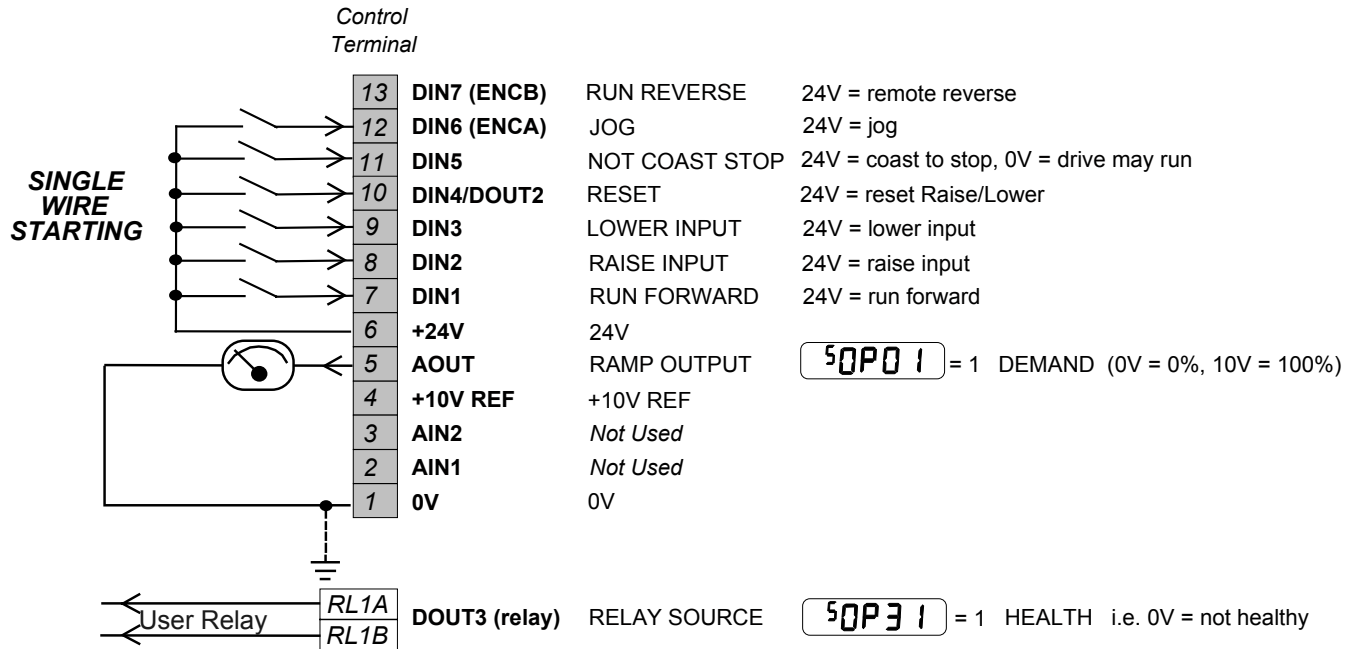 Control
Terminal
13 DIN7 (ENCB) RUN REVERSE 24V = remote reverse
12 DIN6 (ENCA) JOG 24V = jog
11 DIN5 NOT COAST STOP 24V = coast to stop, 0V = drive may run
10 DIN4/DOUT2 RESET 24V = reset Raise/Lower
9 DIN3 LOWER INPUT 24V = lower input
8 DIN2 RAISE INPUT 24V = raise input
7 DIN1 RUN FORWARD 24V = run forward
6 +24V 24V
5 AOUT RAMP OUTPUT SOP01 = 1 DEMAND (0V = 0%, 10V = 100%)
4 +10V REF +10V REF
3 AIN2 Not Used
2 AIN1 Not Used
1 0V 0V
SINGLE
WIRE
STARTING
User Relay
RL1A
RL1B
DOUT3 (relay) RELAY SOURCE SOP31 = 1 HEALTH i.e. 0V = not healthy